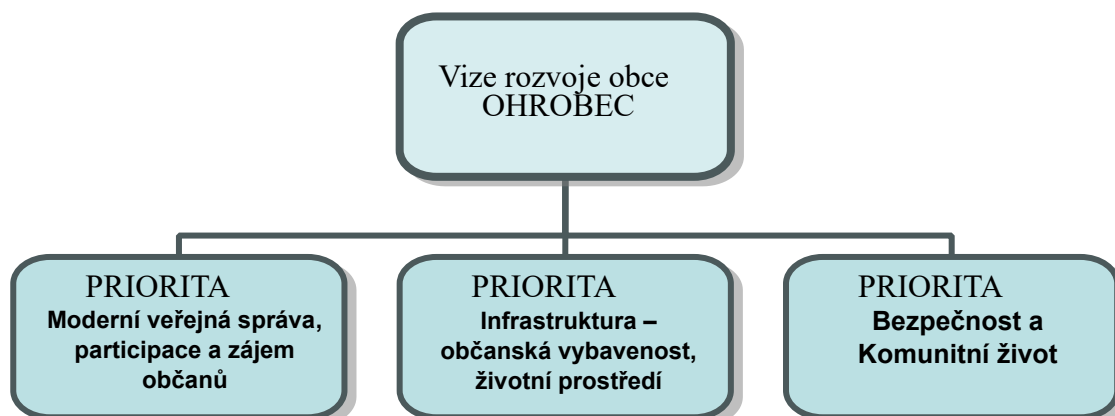 Vize rozvoje obce
OHROBEC
PRIORITA
Moderní veřejná správa,
participace a zájem
občanů
PRIORITA
Infrastruktura –
občanská vybavenost,
životní prostředí
PRIORITA
Bezpečnost a
Komunitní život